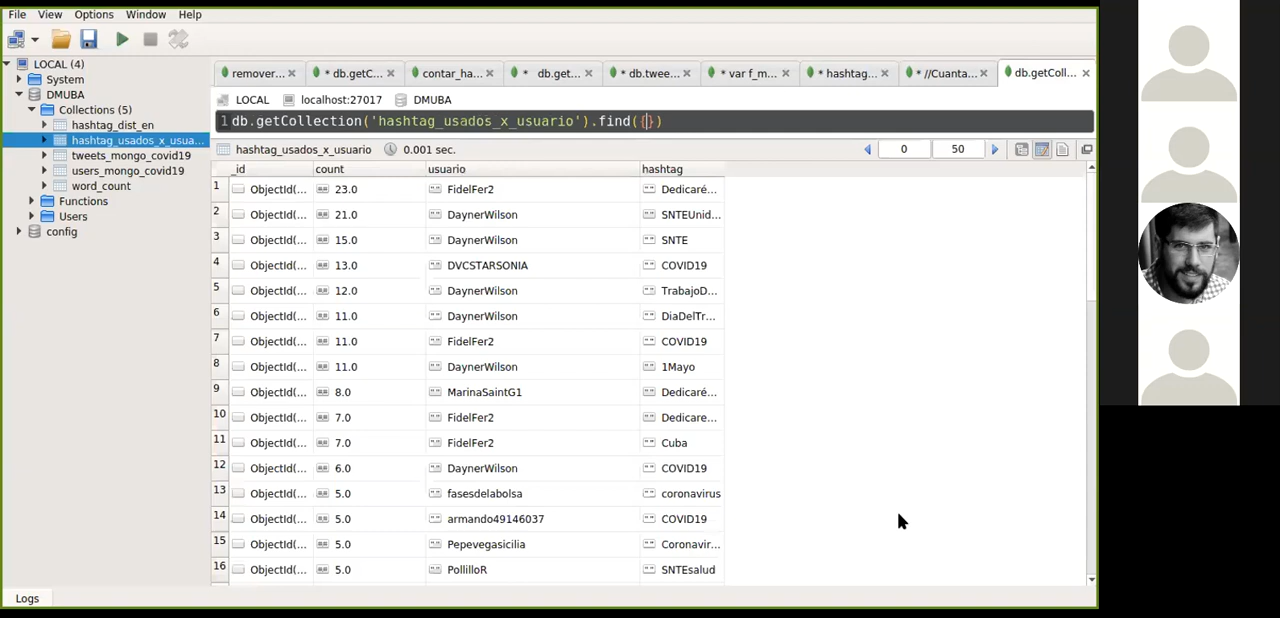 File View Options Window Help
LOCAL (4)
System
DMUBA
Collections (5)
hashtag_dist_en
hashtag_usados_x_usua...
tweets_mongo_covid19
users_mongo_covid19
word_count
Functions
Users
config
remover... * db.getC... contar_ha... * db.get... * db.twee... * var f_m... * hashtag... * //Cuanta... db.getColl...
LOCAL localhost:27017 DMUBA
1 db.getCollection('hashtag_usados_x_usuario').find({})
hashtag_usados_x_usuario 0.001 sec. 0 50
_id count usuario hashtag
1 ObjectId(... 23.0 FidelFer2 Dedicaré...
2 ObjectId(... 21.0 DaynerWilson SNTEUnid...
3 ObjectId(... 15.0 DaynerWilson SNTE
4 ObjectId(... 13.0 DVCSTARSONIA COVID19
5 ObjectId(... 12.0 DaynerWilson TrabajoD...
6 ObjectId(... 11.0 DaynerWilson DiaDelTr...
7 ObjectId(... 11.0 FidelFer2 COVID19
8 ObjectId(... 11.0 DaynerWilson 1Mayo
9 ObjectId(... 8.0 MarinaSaintG1 Dedicaré...
10 ObjectId(... 7.0 FidelFer2 Dedicare...
11 ObjectId(... 7.0 FidelFer2 Cuba
12 ObjectId(... 6.0 DaynerWilson COVID19
13 ObjectId(... 5.0 fasesdelabolsa coronavirus
14 ObjectId(... 5.0 armando49146037 COVID19
15 ObjectId(... 5.0 Pepevegasicilia Coronavir...
16 ObjectId(... 5.0 PollilloR SNTEsalud
Logs